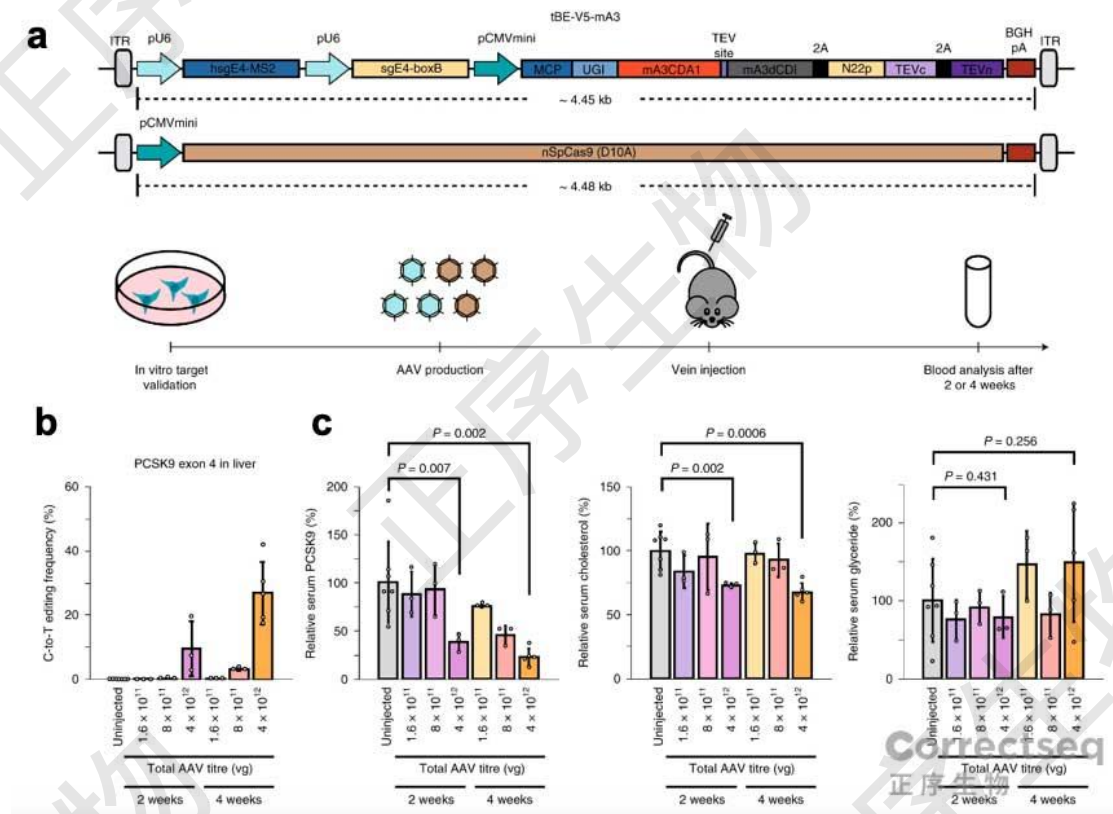 a
tBE-V5-mA3
ITR pU6 pU6 pCMVmini TEV site 2A 2A BGH pA ITR
hsgE4-MS2 sgE4-boxB MCP UGI mA3CDA1 mA3dCDI N22p TEVc TEVn
~ 4.45 kb
pCMVmini
nSpCas9 (D10A)
~ 4.48 kb
In vitro target validation
AAV production
Vein injection
Blood analysis after 2 or 4 weeks
b
PCSK9 exon 4 in liver
C-to-T editing frequency (%)
60
40
20
0
Uninjected 1.6 × 10¹¹ 8 × 10¹¹ 4 × 10¹² 1.6 × 10¹¹ 8 × 10¹¹ 4 × 10¹²
Total AAV titre (vg)
2 weeks 4 weeks
c
P = 0.002
P = 0.007
Relative serum PCSK9 (%)
200
150
100
50
0
Uninjected 1.6 × 10¹¹ 8 × 10¹¹ 4 × 10¹² 1.6 × 10¹¹ 8 × 10¹¹ 4 × 10¹²
Total AAV titre (vg)
2 weeks 4 weeks
P = 0.0006
P = 0.002
Relative serum cholesterol (%)
150
100
50
0
Uninjected 1.6 × 10¹¹ 8 × 10¹¹ 4 × 10¹² 1.6 × 10¹¹ 8 × 10¹¹ 4 × 10¹²
Total AAV titre (vg)
2 weeks 4 weeks
P = 0.256
P = 0.431
Relative serum glyceride (%)
200
100
0
Uninjected 1.6 × 10¹¹ 8 × 10¹¹ 4 × 10¹² 1.6 × 10¹¹ 8 × 10¹¹ 4 × 10¹²
Total AAV titre (vg)
2 weeks 4 weeks
Correctseq
正序生物
正序生物